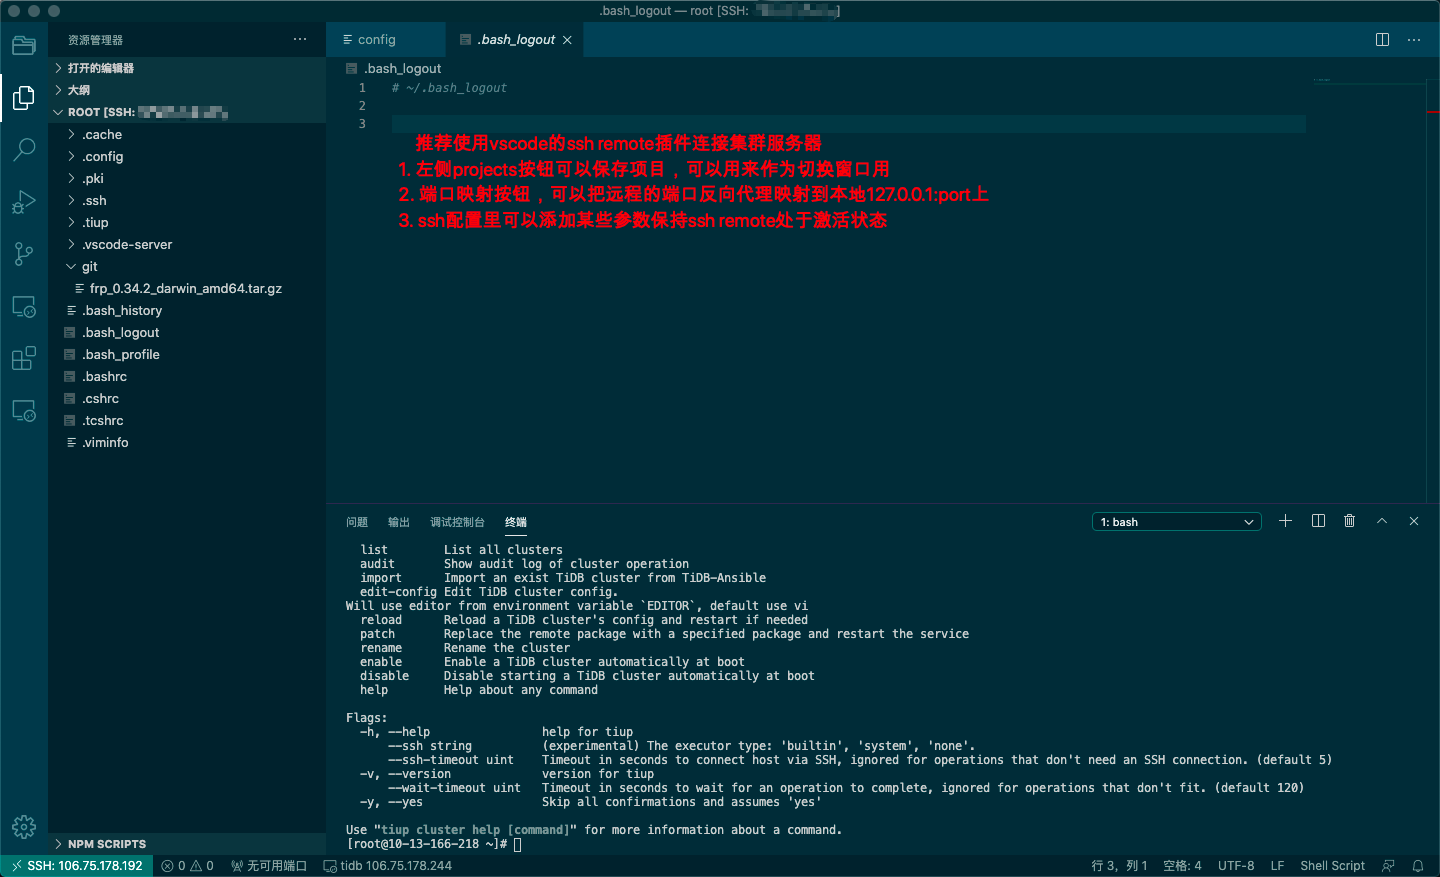 .bash_logout — root [SSH:
资源管理器
打开的编辑器
大纲
ROOT [SSH:
.cache
.config
.pki
.ssh
.tiup
.vscode-server
git
frp_0.34.2_darwin_amd64.tar.gz
.bash_history
.bash_logout
.bash_profile
.bashrc
.cshrc
.tcshrc
.viminfo
NPM SCRIPTS
config
.bash_logout
.bash_logout
1 # ~/.bash_logout
2
3
推荐使用vscode的ssh remote插件连接集群服务器
1. 左侧projects按钮可以保存项目，可以用来作为切换窗口用
2. 端口映射按钮，可以把远程的端口反向代理映射到本地127.0.0.1:port上
3. ssh配置里可以添加某些参数保持ssh remote处于激活状态
问题 输出 调试控制台 终端
1: bash
list List all clusters
audit Show audit log of cluster operation
import Import an exist TiDB cluster from TiDB-Ansible
edit-config Edit TiDB cluster config.
Will use editor from environment variable `EDITOR`, default use vi
reload Reload a TiDB cluster's config and restart if needed
patch Replace the remote package with a specified package and restart the service
rename Rename the cluster
enable Enable a TiDB cluster automatically at boot
disable Disable starting a TiDB cluster automatically at boot
help Help about any command
Flags:
-h, --help help for tiup
--ssh string (experimental) The executor type: 'builtin', 'system', 'none'.
--ssh-timeout uint Timeout in seconds to connect host via SSH, ignored for operations that don't need an SSH connection. (default 5)
-v, --version version for tiup
--wait-timeout uint Timeout in seconds to wait for an operation to complete, ignored for operations that don't fit. (default 120)
-y, --yes Skip all confirmations and assumes 'yes'
Use "tiup cluster help [command]" for more information about a command.
[root@10-13-166-218 ~]#
SSH: 106.75.178.192 0 0 无可用端口 tidb 106.75.178.244 行 3，列 1 空格: 4 UTF-8 LF Shell Script